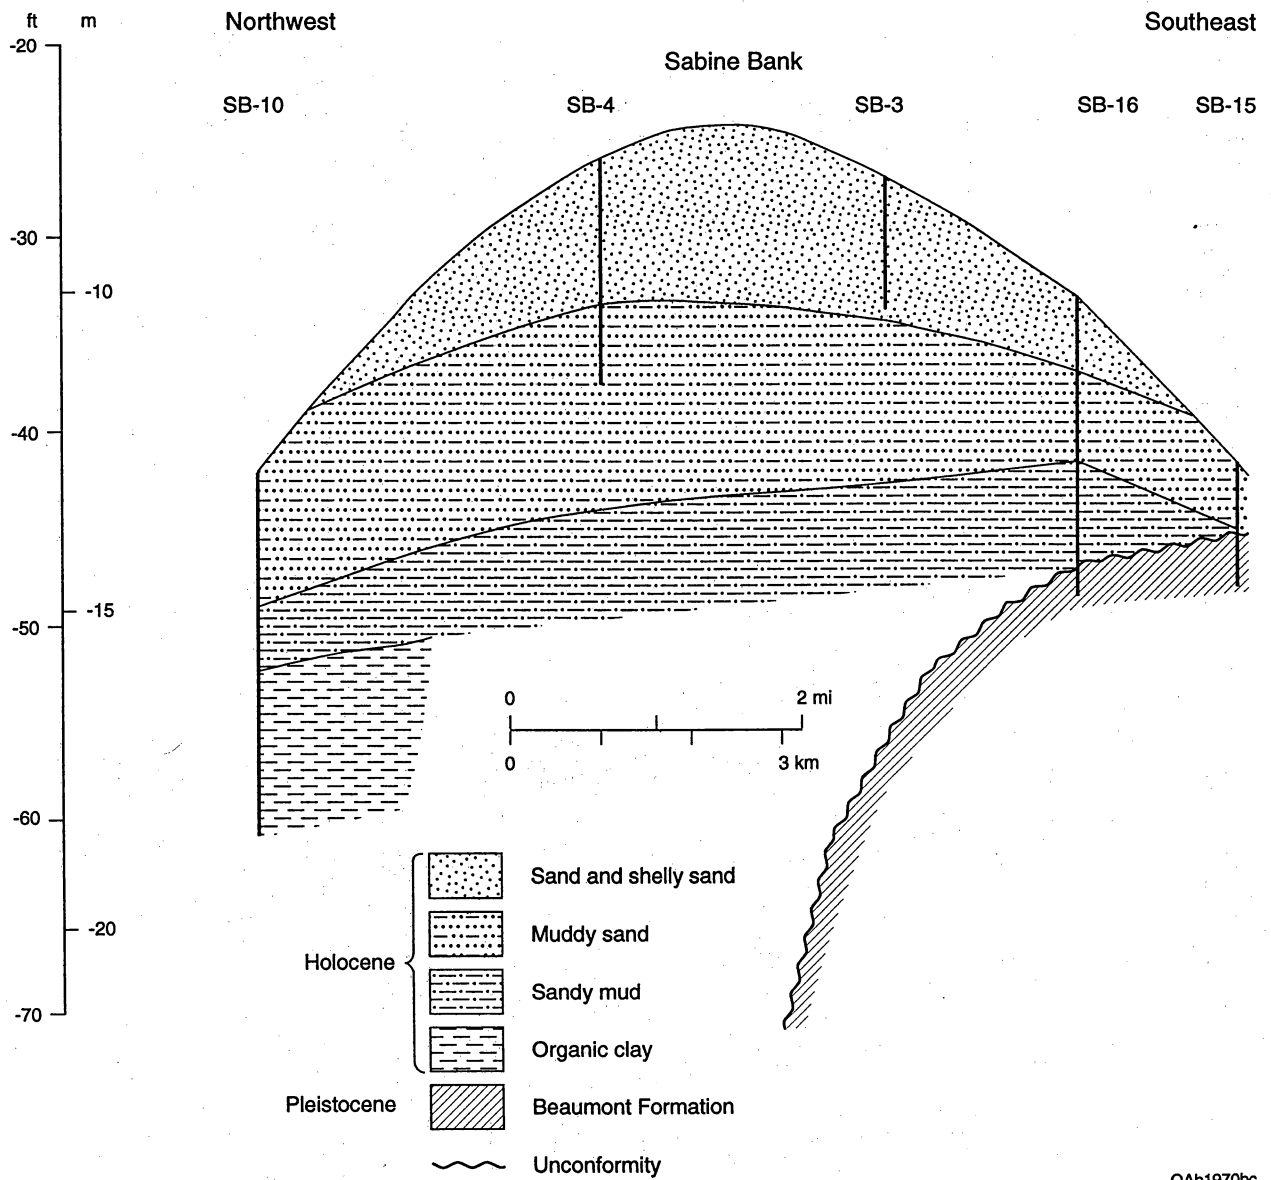 ft m Northwest Southeast
-20
Sabine Bank
SB-10 SB-4 SB-3 SB-16 SB-15
-30
-10
-40
-15
-50
0 2 mi
0 3 km
-60
Sand and shelly sand
-20
Muddy sand
Holocene
Sandy mud
-70
Organic clay
Pleistocene Beaumont Formation
Unconformity